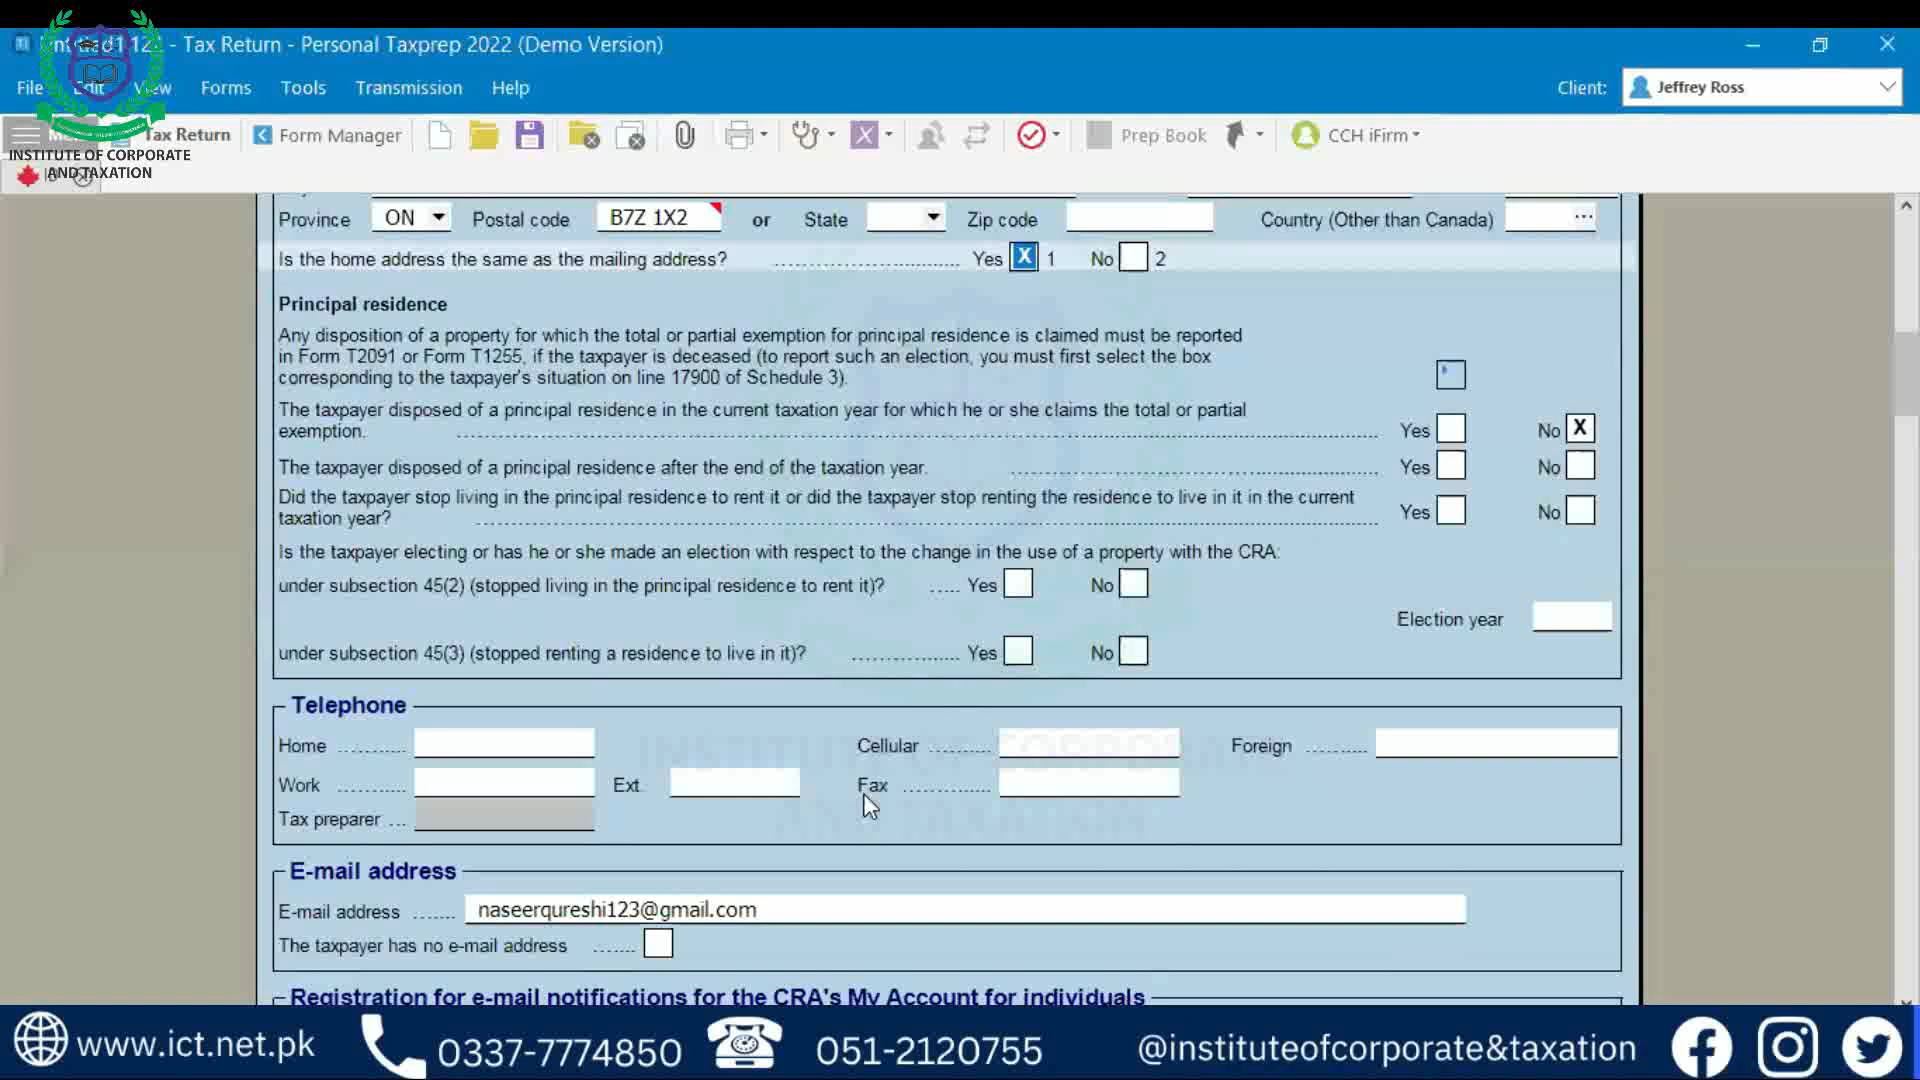 - Tax Return - Personal Taxprep 2022 (Demo Version)
File Edit View Forms Tools Transmission Help
Client: Jeffrey Ross
Tax Return Form Manager Prep Book CCH iFirm
INSTITUTE OF CORPORATE
AND TAXATION
Province ON Postal code B7Z 1X2 or State Zip code Country (Other than Canada) ...
Is the home address the same as the mailing address? Yes X 1 No 2
Principal residence
Any disposition of a property for which the total or partial exemption for principal residence is claimed must be reported
in Form T2091 or Form T1255, if the taxpayer is deceased (to report such an election, you must first select the box
corresponding to the taxpayer's situation on line 17900 of Schedule 3).
The taxpayer disposed of a principal residence in the current taxation year for which he or she claims the total or partial
exemption. Yes No X
The taxpayer disposed of a principal residence after the end of the taxation year. Yes No
Did the taxpayer stop living in the principal residence to rent it or did the taxpayer stop renting the residence to live in it in the current
taxation year? Yes No
Is the taxpayer electing or has he or she made an election with respect to the change in the use of a property with the CRA:
under subsection 45(2) (stopped living in the principal residence to rent it)? Yes No
Election year
under subsection 45(3) (stopped renting a residence to live in it)? Yes No
Telephone
Home Cellular Foreign
Work Ext. Fax
Tax preparer
E-mail address
E-mail address naseerqureshi123@gmail.com
The taxpayer has no e-mail address
Registration for e-mail notifications for the CRA's My Account for individuals
www.ict.net.pk 0337-7774850 051-2120755 @instituteofcorporate&taxation